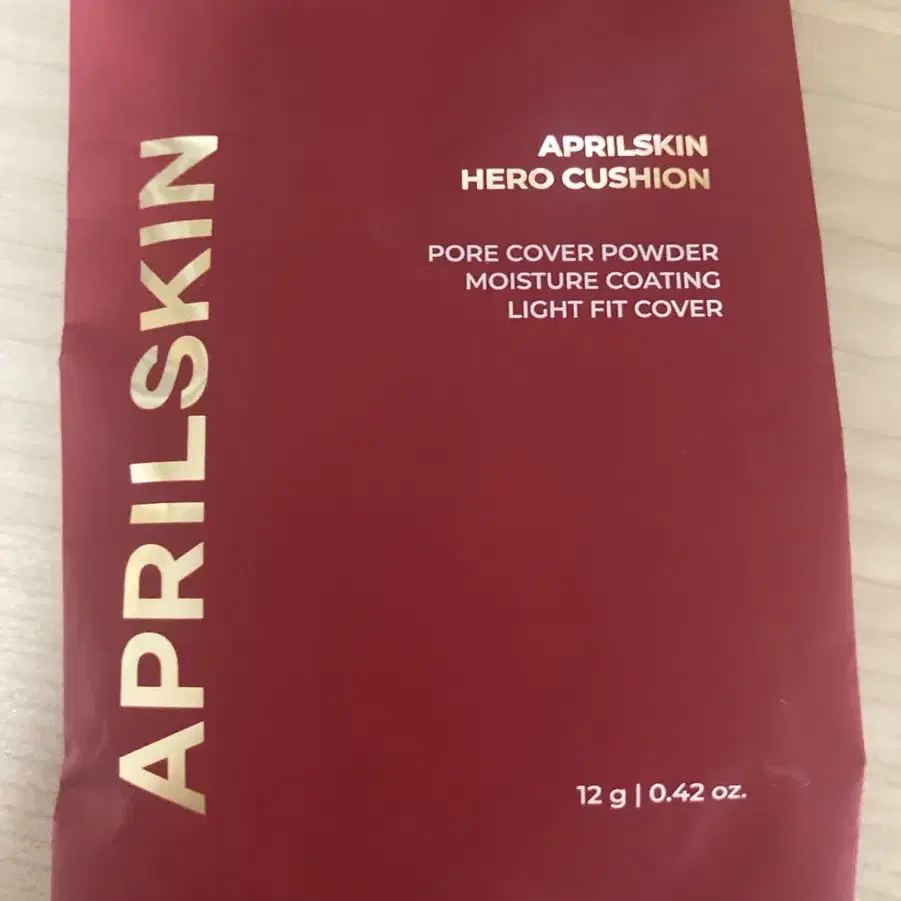 APRILSKIN
APRILSKIN
HERO CUSHION
PORE COVER POWDER
MOISTURE COATING
LIGHT FIT COVER
12 g | 0.42 oz.